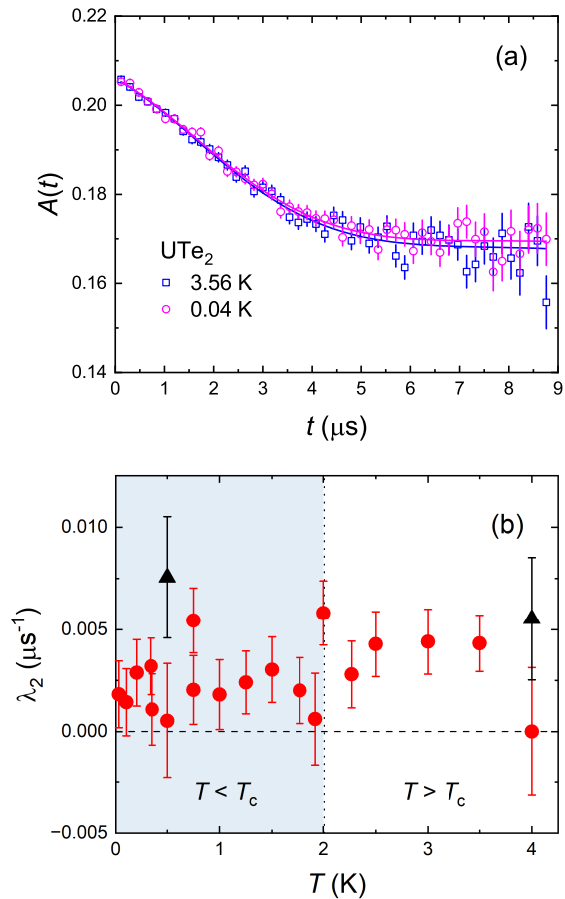 0.22
(a)
0.20
A(t)
0.18
UTe₂
3.56 K
0.16
0.04 K
0.14
0 1 2 3 4 5 6 7 8 9
t (μs)
(b)
0.010
λ₂ (μs⁻¹)
0.005
0.000
T < Tc
T > Tc
−0.005
0 1 2 3 4
T (K)